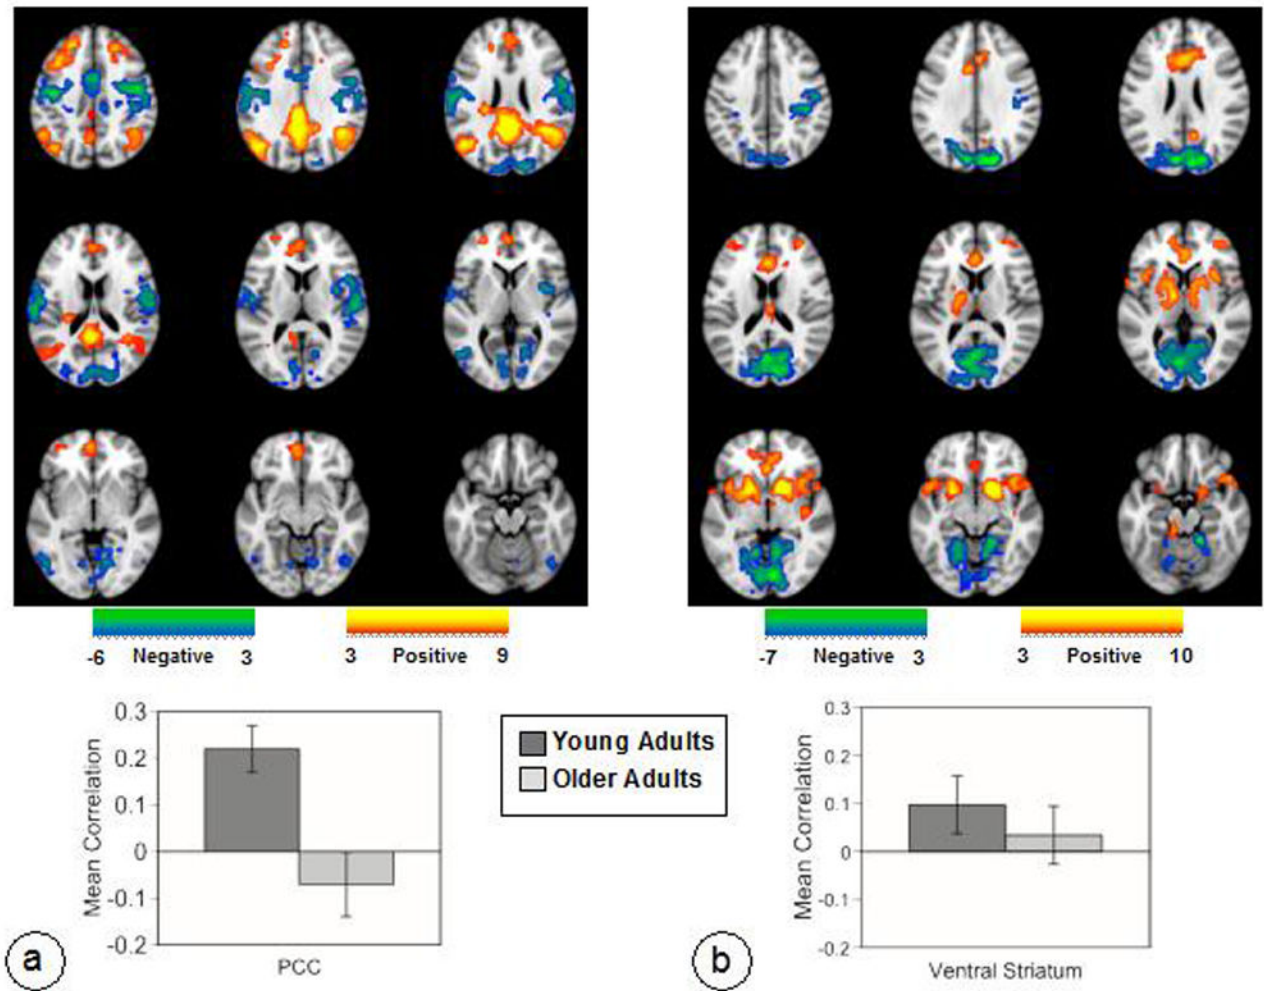 -6 Negative 3
3 Positive 9
-7 Negative 3
3 Positive 10
Mean Correlation
0.3
0.2
0.1
0
-0.1
-0.2
PCC
a
Young Adults
Older Adults
Mean Correlation
0.3
0.2
0.1
0
-0.1
-0.2
Ventral Striatum
b